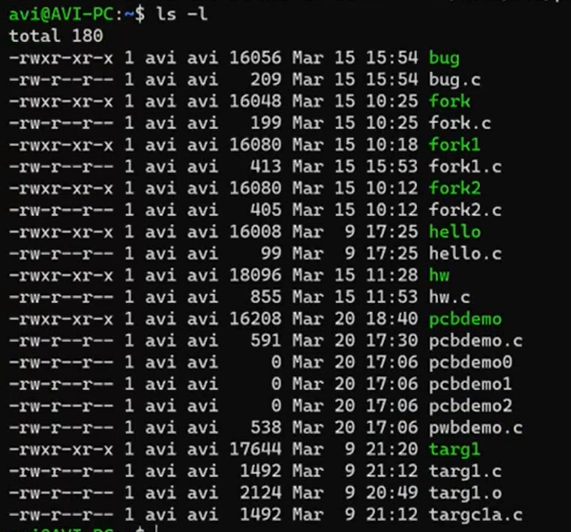 avi@AVI-PC:~$ ls -l
total 180
-rwxr-xr-x 1 avi avi 16056 Mar 15 15:54 bug
-rw-r--r-- 1 avi avi   209 Mar 15 15:54 bug.c
-rwxr-xr-x 1 avi avi 16048 Mar 15 10:25 fork
-rw-r--r-- 1 avi avi   199 Mar 15 10:25 fork.c
-rwxr-xr-x 1 avi avi 16080 Mar 15 10:18 fork1
-rw-r--r-- 1 avi avi   413 Mar 15 15:53 fork1.c
-rwxr-xr-x 1 avi avi 16080 Mar 15 10:12 fork2
-rw-r--r-- 1 avi avi   405 Mar 15 10:12 fork2.c
-rwxr-xr-x 1 avi avi 16008 Mar  9 17:25 hello
-rw-r--r-- 1 avi avi    99 Mar  9 17:25 hello.c
-rwxr-xr-x 1 avi avi 18096 Mar 15 11:28 hw
-rw-r--r-- 1 avi avi   855 Mar 15 11:53 hw.c
-rwxr-xr-x 1 avi avi 16208 Mar 20 18:40 pcbdemo
-rw-r--r-- 1 avi avi   591 Mar 20 17:30 pcbdemo.c
-rw-r--r-- 1 avi avi     0 Mar 20 17:06 pcbdemo0
-rw-r--r-- 1 avi avi     0 Mar 20 17:06 pcbdemo1
-rw-r--r-- 1 avi avi     0 Mar 20 17:06 pcbdemo2
-rw-r--r-- 1 avi avi   538 Mar 20 17:06 pwbdemo.c
-rwxr-xr-x 1 avi avi 17644 Mar  9 21:20 targ1
-rw-r--r-- 1 avi avi  1492 Mar  9 21:12 targ1.c
-rw-r--r-- 1 avi avi  2124 Mar  9 20:49 targ1.o
-rw-r--r-- 1 avi avi  1492 Mar  9 21:12 targc1a.c